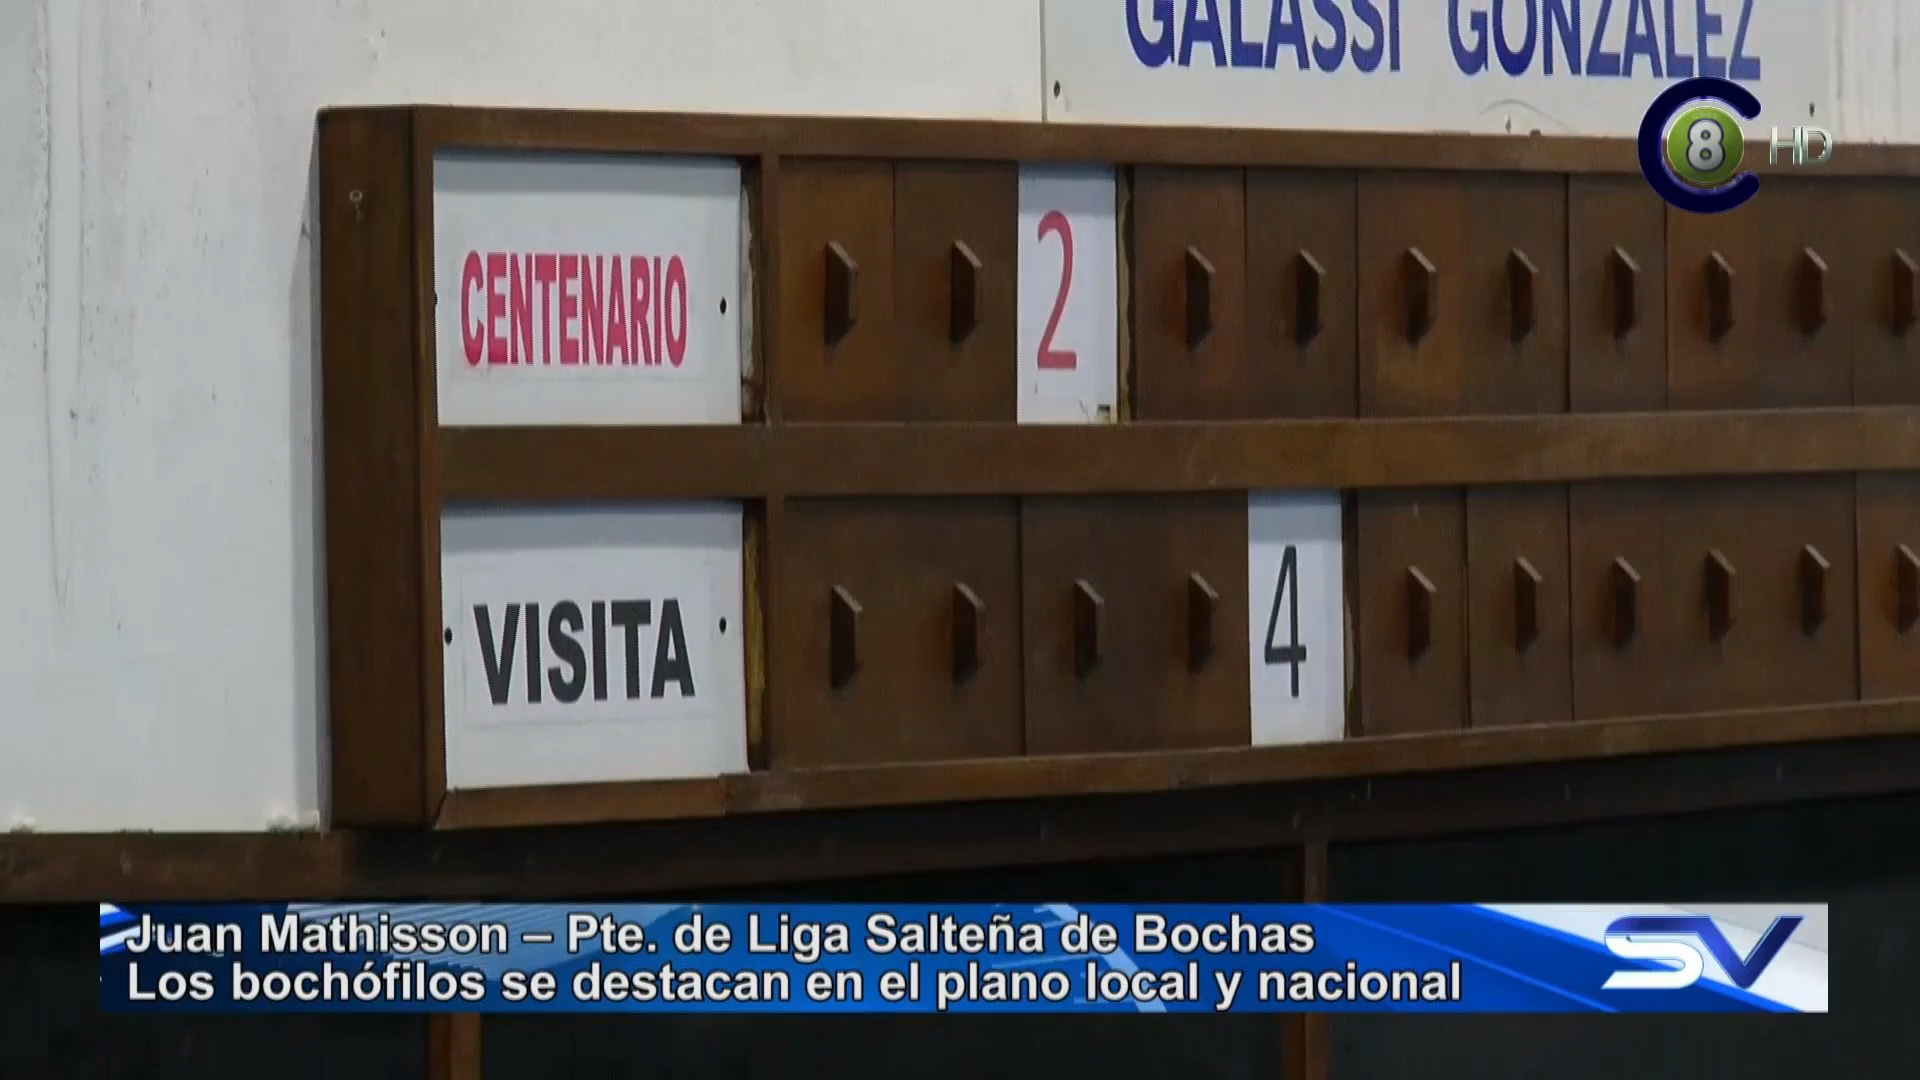 GALASSI GONZALEZ
8 HD
CENTENARIO 2
VISITA 4
Juan Mathisson – Pte. de Liga Salteña de Bochas
Los bochófilos se destacan en el plano local y nacional
SV